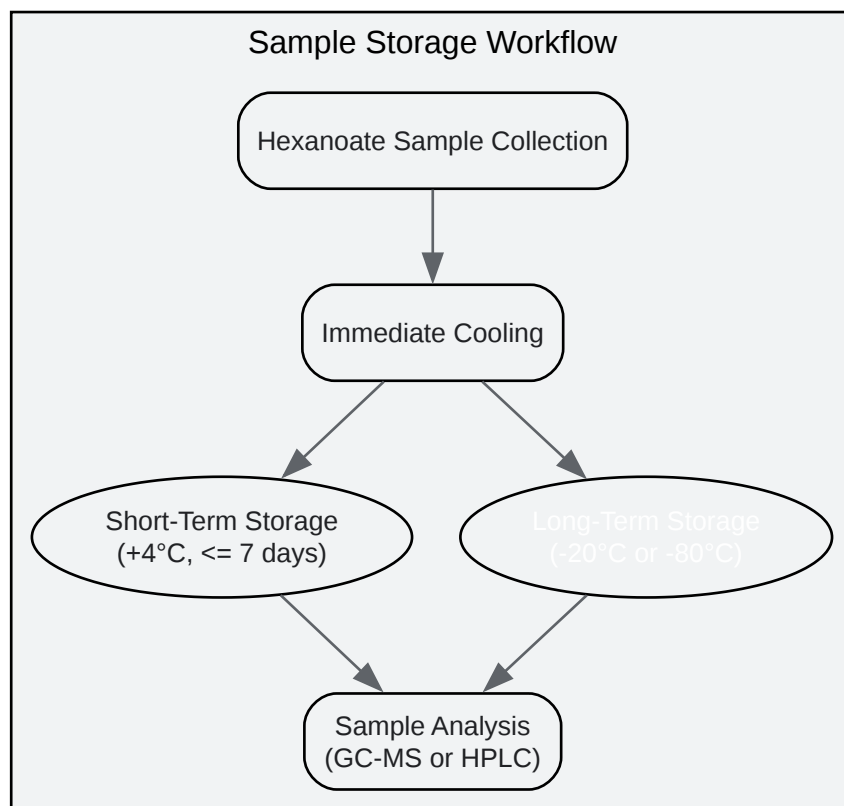 Sample Storage Workflow
Hexanoate Sample Collection
Immediate Cooling
Short-Term Storage
(+4°C, <= 7 days)
Long-Term Storage
(-20°C or -80°C)
Sample Analysis
(GC-MS or HPLC)